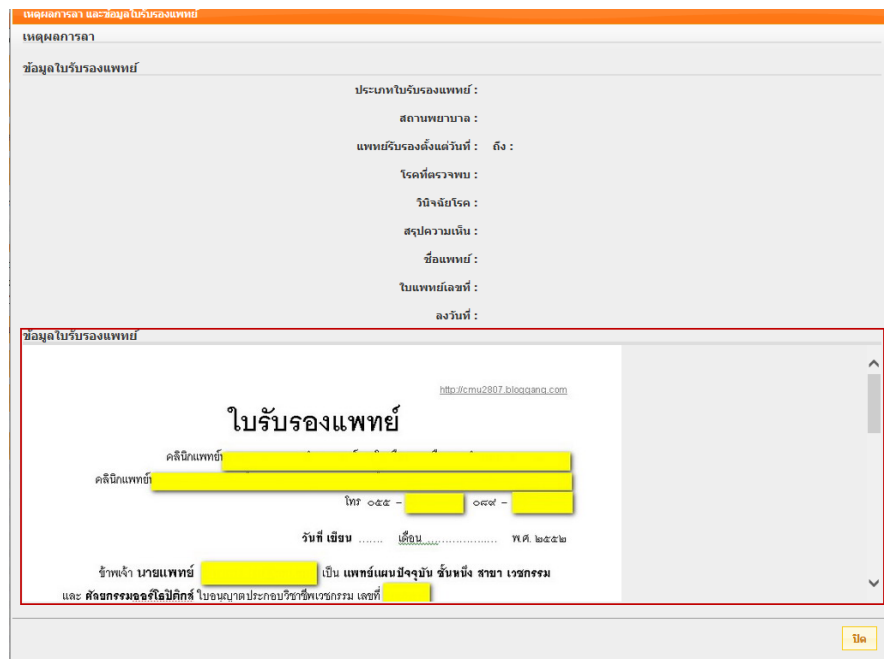 เหตุผลการลา และข้อมูลใบรับรองแพทย์
เหตุผลการลา
ข้อมูลใบรับรองแพทย์
ประเภทใบรับรองแพทย์ :
สถานพยาบาล :
แพทย์รับรองตั้งแต่วันที่ : ถึง :
โรคที่ตรวจพบ :
วินิจฉัยโรค :
สรุปความเห็น :
ชื่อแพทย์ :
ใบแพทย์เลขที่ :
ลงวันที่ :
ข้อมูลใบรับรองแพทย์
http://cmu2807.bloggang.com
ใบรับรองแพทย์
คลินิกแพทย์
คลินิกแพทย์
โทร ๐๕๕ – ๐๘๙ –
วันที่ เขียน ....... เดือน .................. พ.ศ. ๒๕๕๒
ข้าพเจ้า นายแพทย์ เป็น แพทย์แผนปัจจุบัน ชั้นหนึ่ง สาขา เวชกรรม
และ ศัลยกรรมออร์โธปิดิกส์ ใบอนุญาตประกอบวิชาชีพเวชกรรม เลขที่
ปิด